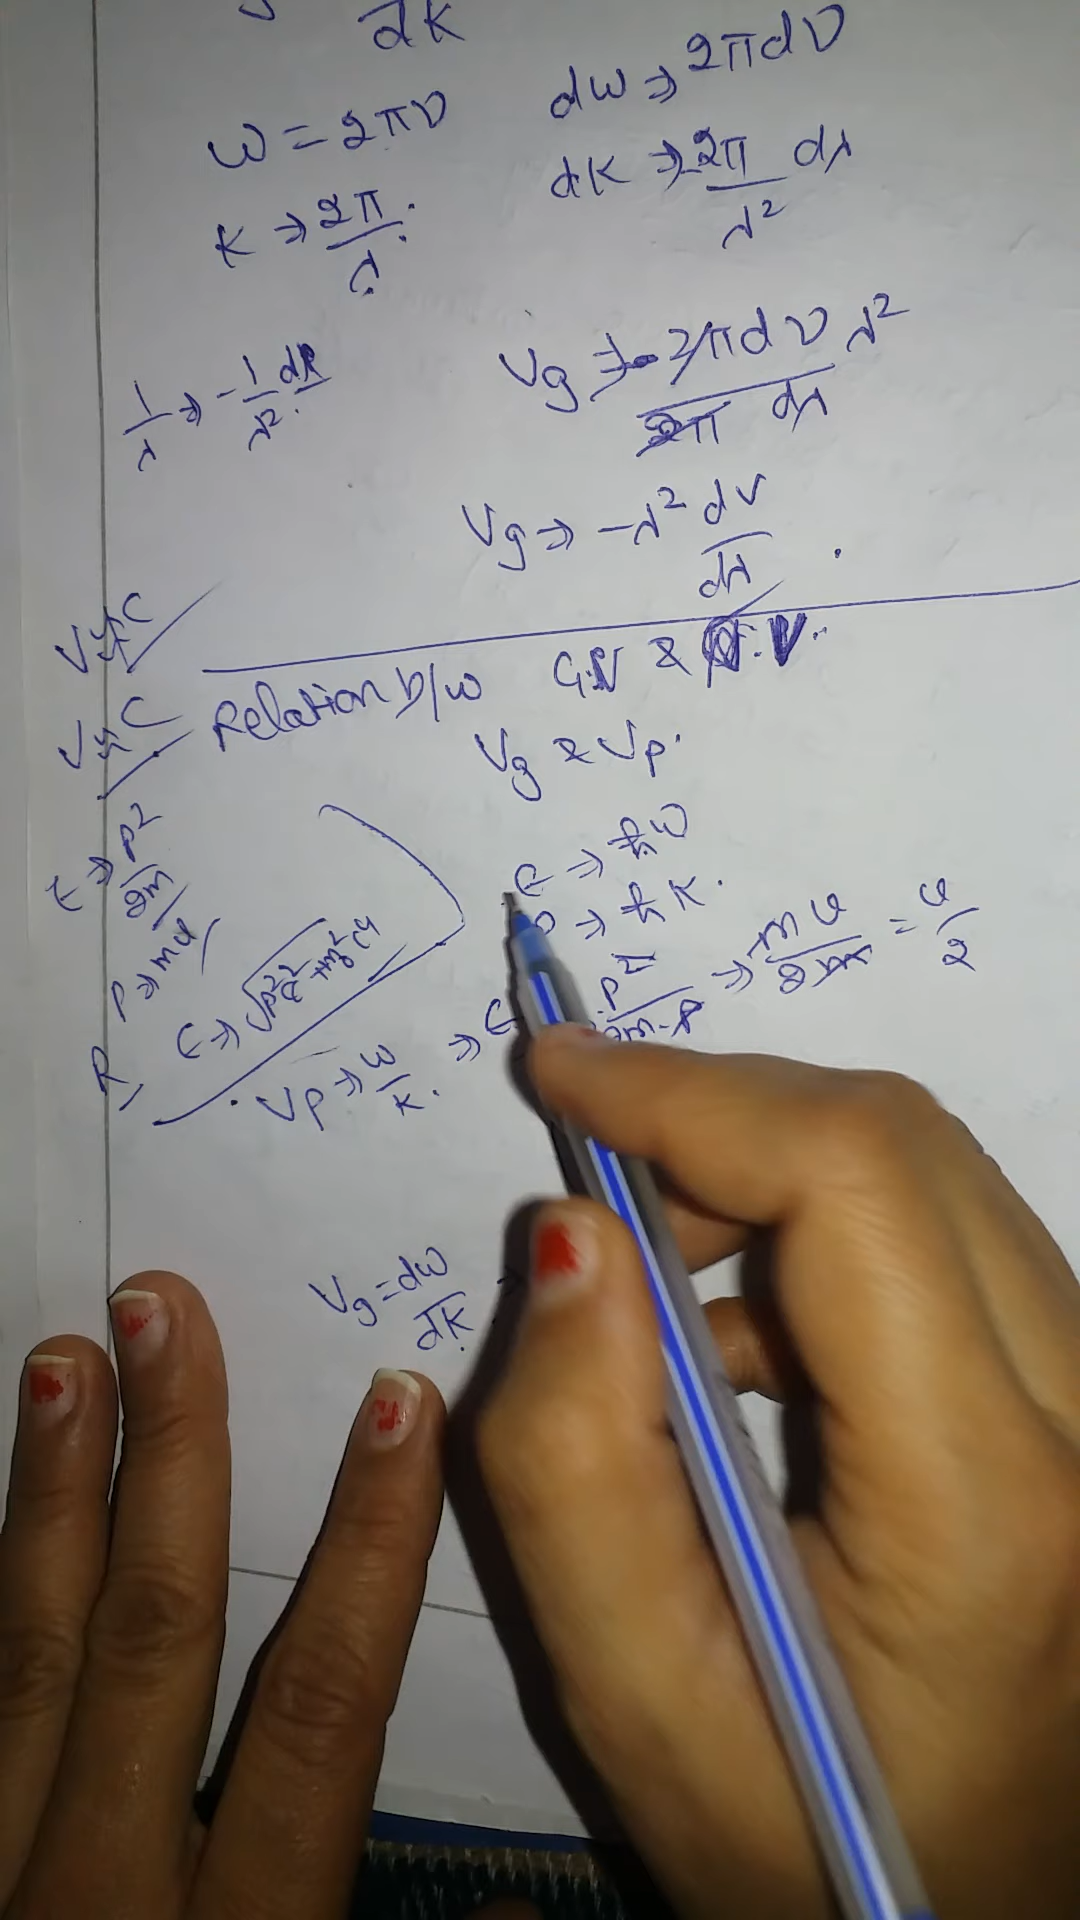 dK
ω = 2πν
dω ⇒ 2πdν
K ⇒ 2π/λ
dK ⇒ -2π/λ² dλ
1/λ ⇒ -1/λ²
Vg ⇒ - 2πdν λ² / 2π dλ
Vg ⇒ -λ² dν/dλ
Relation b/w G.V &
Vg & Vp.
E ⇒ ħω
⇒ ħK.
E ⇒ P²/2m
P ⇒ mv
E ⇒ √P²c²+m₀²c⁴
R
Vp ⇒ ω/K. ⇒ E P²/2m·P ⇒ mv/2m = v/2
Vg = dω/dK